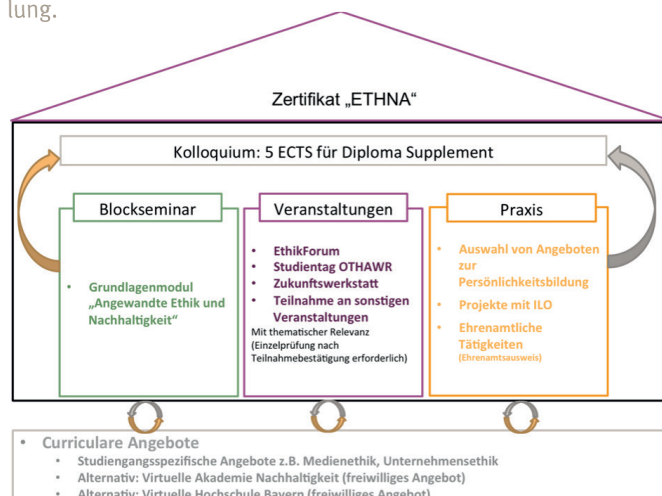 lung.
Zertifikat „ETHNA“
Kolloquium: 5 ECTS für Diploma Supplement
Blockseminar
• Grundlagenmodul
„Angewandte Ethik und
Nachhaltigkeit“
Veranstaltungen
• EthikForum
• Studientag OTHAWR
• Zukunftswerkstatt
• Teilnahme an sonstigen
Veranstaltungen
Mit thematischer Relevanz
(Einzelprüfung nach
Teilnahmebestätigung erforderlich)
Praxis
• Auswahl von Angeboten
zur
Persönlichkeitsbildung
• Projekte mit ILO
• Ehrenamtliche
Tätigkeiten
(Ehrenamtsausweis)
• Curriculare Angebote
• Studiengangsspezifische Angebote z.B. Medienethik, Unternehmensethik
• Alternativ: Virtuelle Akademie Nachhaltigkeit (freiwilliges Angebot)
• Alternativ: Virtuelle Hochschule Bayern (freiwilliges Angebot)